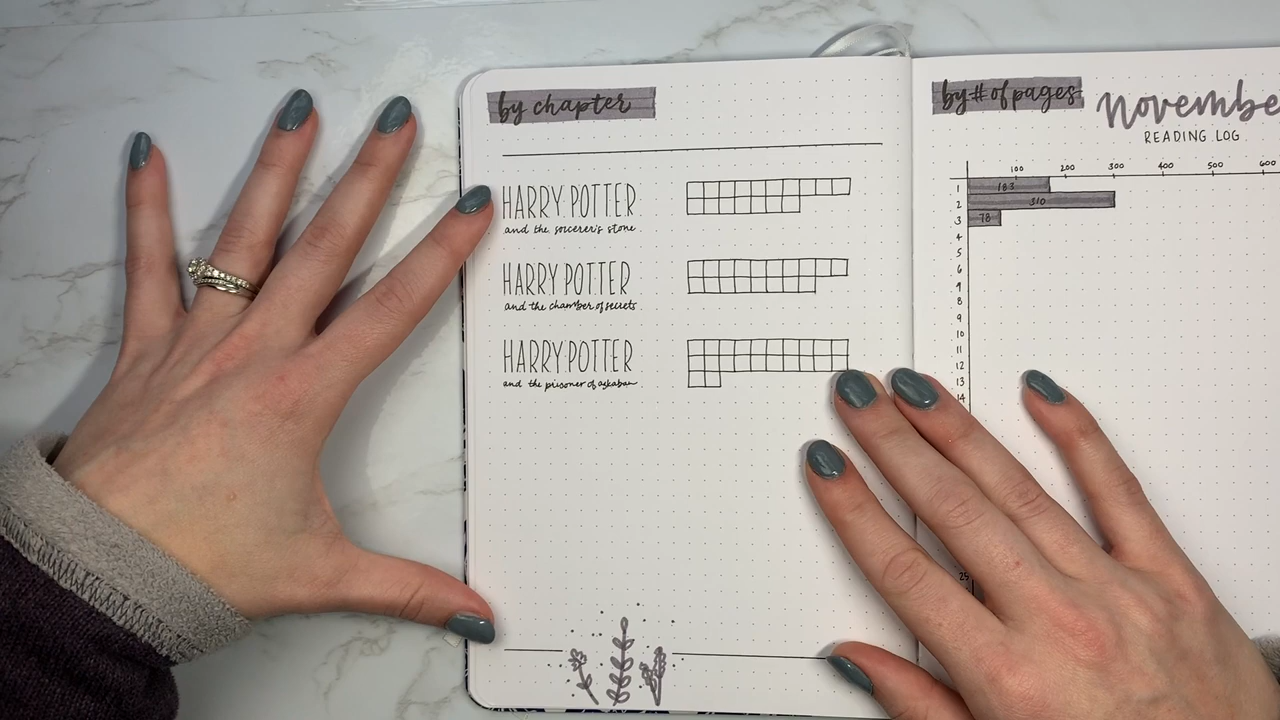 by chapter
HARRY POTTER
and the sorcerer's stone
HARRY POTTER
and the chamber of secrets
HARRY POTTER
and the prisoner of azkaban
by # of pages
Novembe
READING LOG
100 200 300 400 500 600
1 183
2 310
3 78
4
5
6
7
8
9
10
11
12
13
14
25